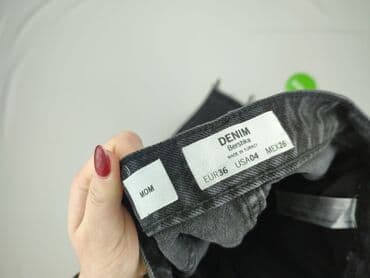 MOM
DENIM
Bershka
MADE IN TURKEY
EUR36 USA04 MEX26